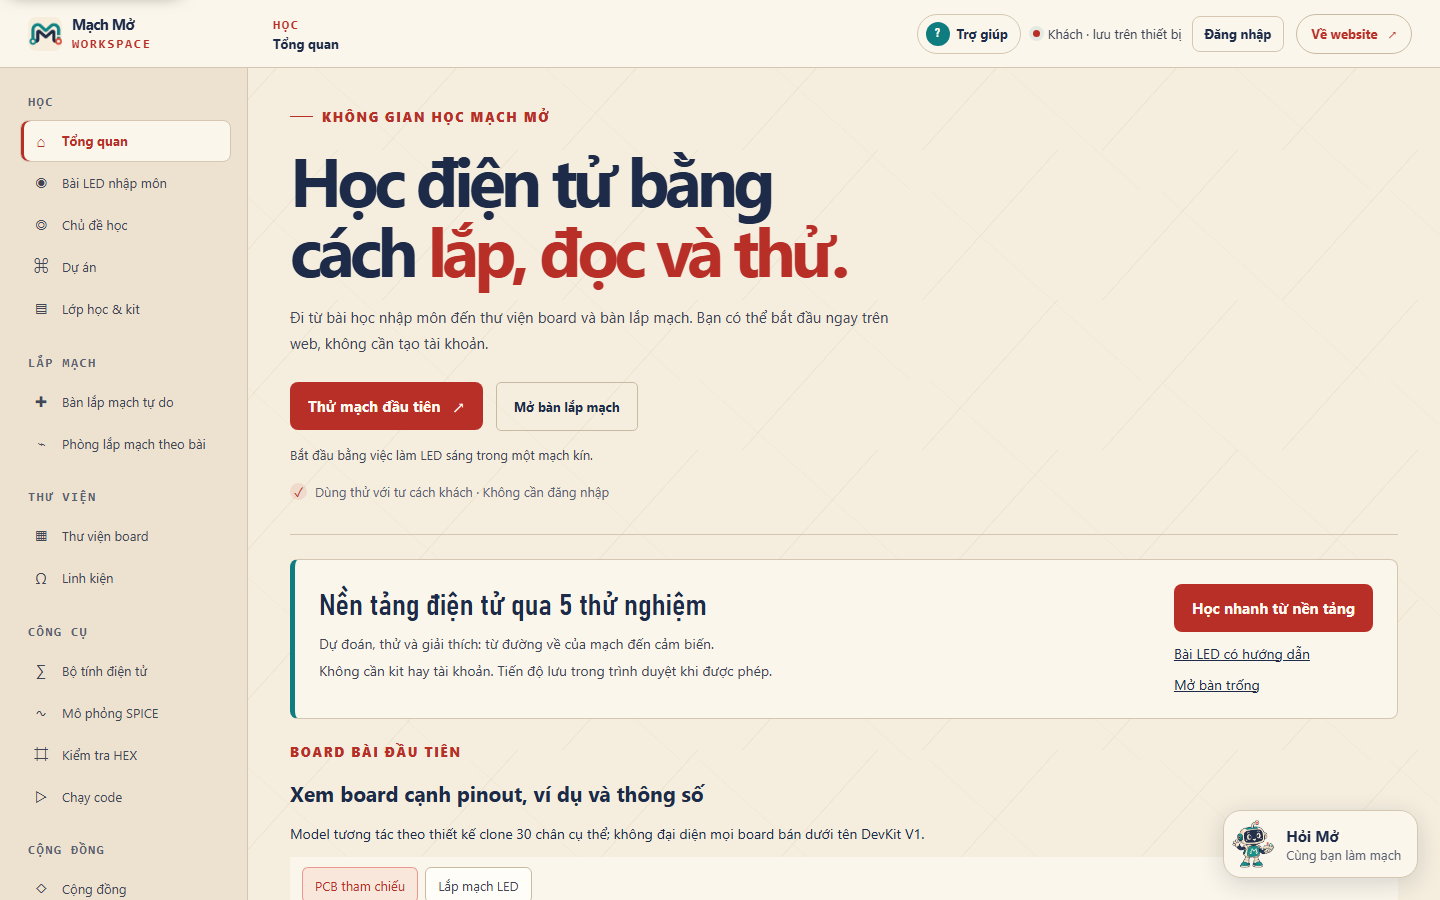 Mạch Mở
WORKSPACE
HỌC
Tổng quan
? Trợ giúp
Khách · lưu trên thiết bị
Đăng nhập
Về website ↗
HỌC
Tổng quan
Bài LED nhập môn
Chủ đề học
Dự án
Lớp học & kit
LẮP MẠCH
Bàn lắp mạch tự do
Phòng lắp mạch theo bài
THƯ VIỆN
Thư viện board
Linh kiện
CÔNG CỤ
Bộ tính điện tử
Mô phỏng SPICE
Kiểm tra HEX
Chạy code
CỘNG ĐỒNG
Cộng đồng
KHÔNG GIAN HỌC MẠCH MỞ
Học điện tử bằng
cách lắp, đọc và thử.
Đi từ bài học nhập môn đến thư viện board và bàn lắp mạch. Bạn có thể bắt đầu ngay trên
web, không cần tạo tài khoản.
Thử mạch đầu tiên ↗
Mở bàn lắp mạch
Bắt đầu bằng việc làm LED sáng trong một mạch kín.
✓ Dùng thử với tư cách khách · Không cần đăng nhập
Nền tảng điện tử qua 5 thử nghiệm
Dự đoán, thử và giải thích: từ đường về của mạch đến cảm biến.
Không cần kit hay tài khoản. Tiến độ lưu trong trình duyệt khi được phép.
Học nhanh từ nền tảng
Bài LED có hướng dẫn
Mở bàn trống
BOARD BÀI ĐẦU TIÊN
Xem board cạnh pinout, ví dụ và thông số
Model tương tác theo thiết kế clone 30 chân cụ thể; không đại diện mọi board bán dưới tên DevKit V1.
PCB tham chiếu
Lắp mạch LED
Hỏi Mở
Cùng bạn làm mạch